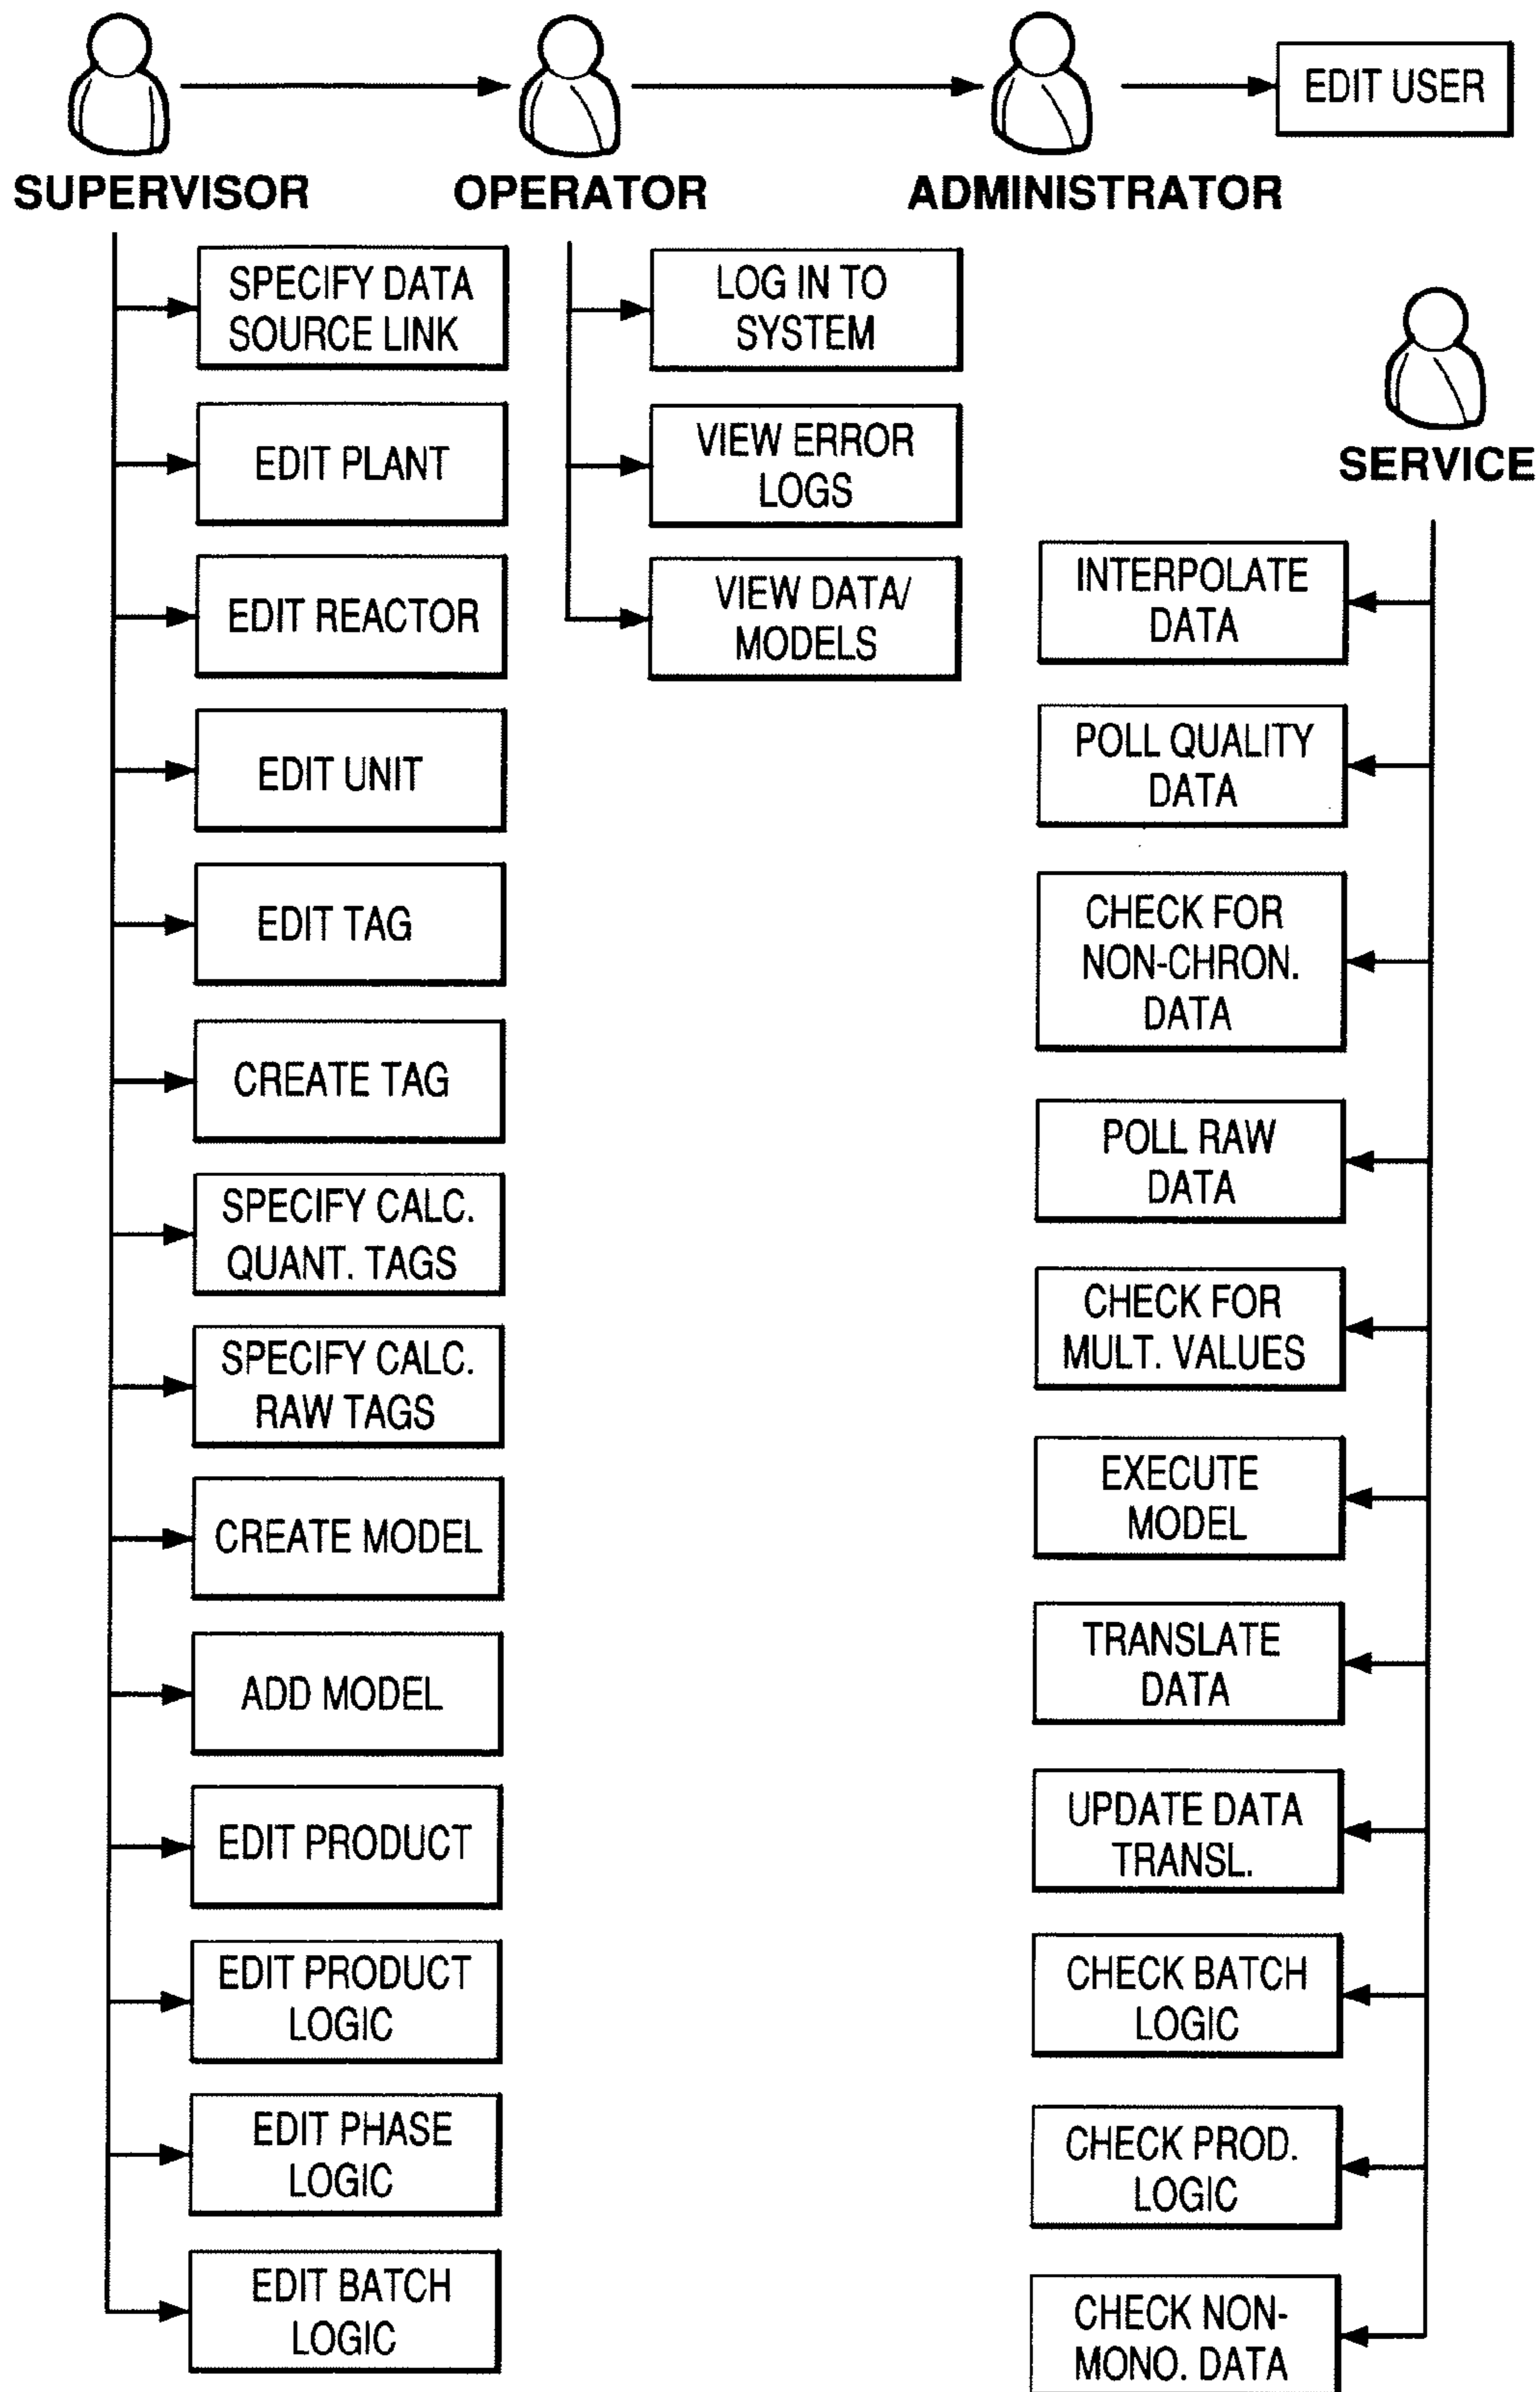 EDIT USER
SUPERVISOR
OPERATOR
ADMINISTRATOR
SPECIFY DATA
SOURCE LINK
EDIT PLANT
EDIT REACTOR
EDIT UNIT
EDIT TAG
CREATE TAG
SPECIFY CALC.
QUANT. TAGS
SPECIFY CALC.
RAW TAGS
CREATE MODEL
ADD MODEL
EDIT PRODUCT
EDIT PRODUCT
LOGIC
EDIT PHASE
LOGIC
EDIT BATCH
LOGIC
LOG IN TO
SYSTEM
VIEW ERROR
LOGS
VIEW DATA/
MODELS
SERVICE
INTERPOLATE
DATA
POLL QUALITY
DATA
CHECK FOR
NON-CHRON.
DATA
POLL RAW
DATA
CHECK FOR
MULT. VALUES
EXECUTE
MODEL
TRANSLATE
DATA
UPDATE DATA
TRANSL.
CHECK BATCH
LOGIC
CHECK PROD.
LOGIC
CHECK NON-
MONO. DATA